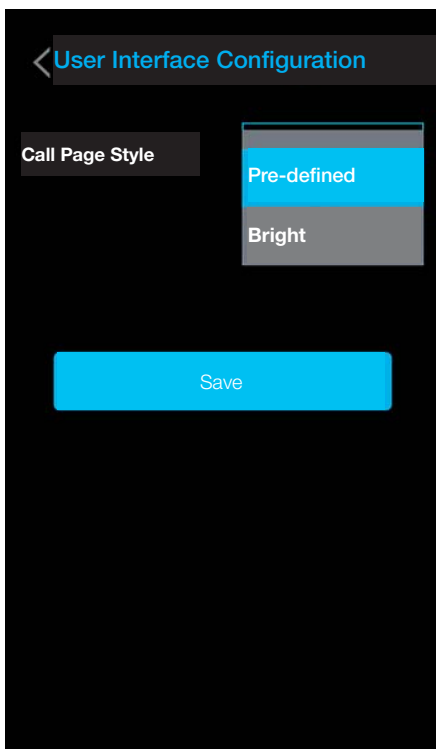 User Interface Configuration
Call Page Style
Pre-defined
Bright
Save